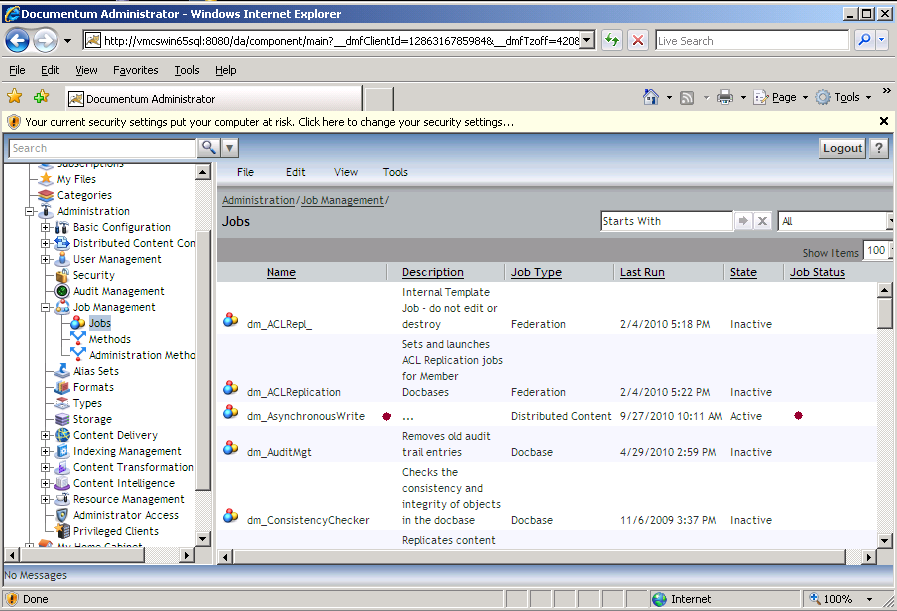 Documentum Administrator - Windows Internet Explorer
http://vmcswin65sql:8080/da/component/main?__dmfClientId=1286316785984&__dmfTzoff=4208
Live Search
File Edit View Favorites Tools Help
Documentum Administrator
Page Tools »
Your current security settings put your computer at risk. Click here to change your security settings...
Search
Logout ?
File Edit View Tools
Subscriptions
My Files
Categories
Administration
Basic Configuration
Distributed Content Con
User Management
Security
Audit Management
Job Management
Jobs
Methods
Administration Metho
Alias Sets
Formats
Types
Storage
Content Delivery
Indexing Management
Content Transformation
Content Intelligence
Resource Management
Administrator Access
Privileged Clients
My Home Cabinet
Administration/Job Management/
Jobs
Starts With
All
Show Items 100
Name Description Job Type Last Run State Job Status
Internal Template
Job - do not edit or
dm_ACLRepl_ destroy Federation 2/4/2010 5:18 PM Inactive
Sets and launches
ACL Replication jobs
for Member
dm_ACLReplication Docbases Federation 2/4/2010 5:22 PM Inactive
dm_AsynchronousWrite ... Distributed Content 9/27/2010 10:11 AM Active
Removes old audit
dm_AuditMgt trail entries Docbase 4/29/2010 2:59 PM Inactive
Checks the
consistency and
integrity of objects
dm_ConsistencyChecker in the docbase Docbase 11/6/2009 3:37 PM Inactive
Replicates content
No Messages
Done
Internet
100%